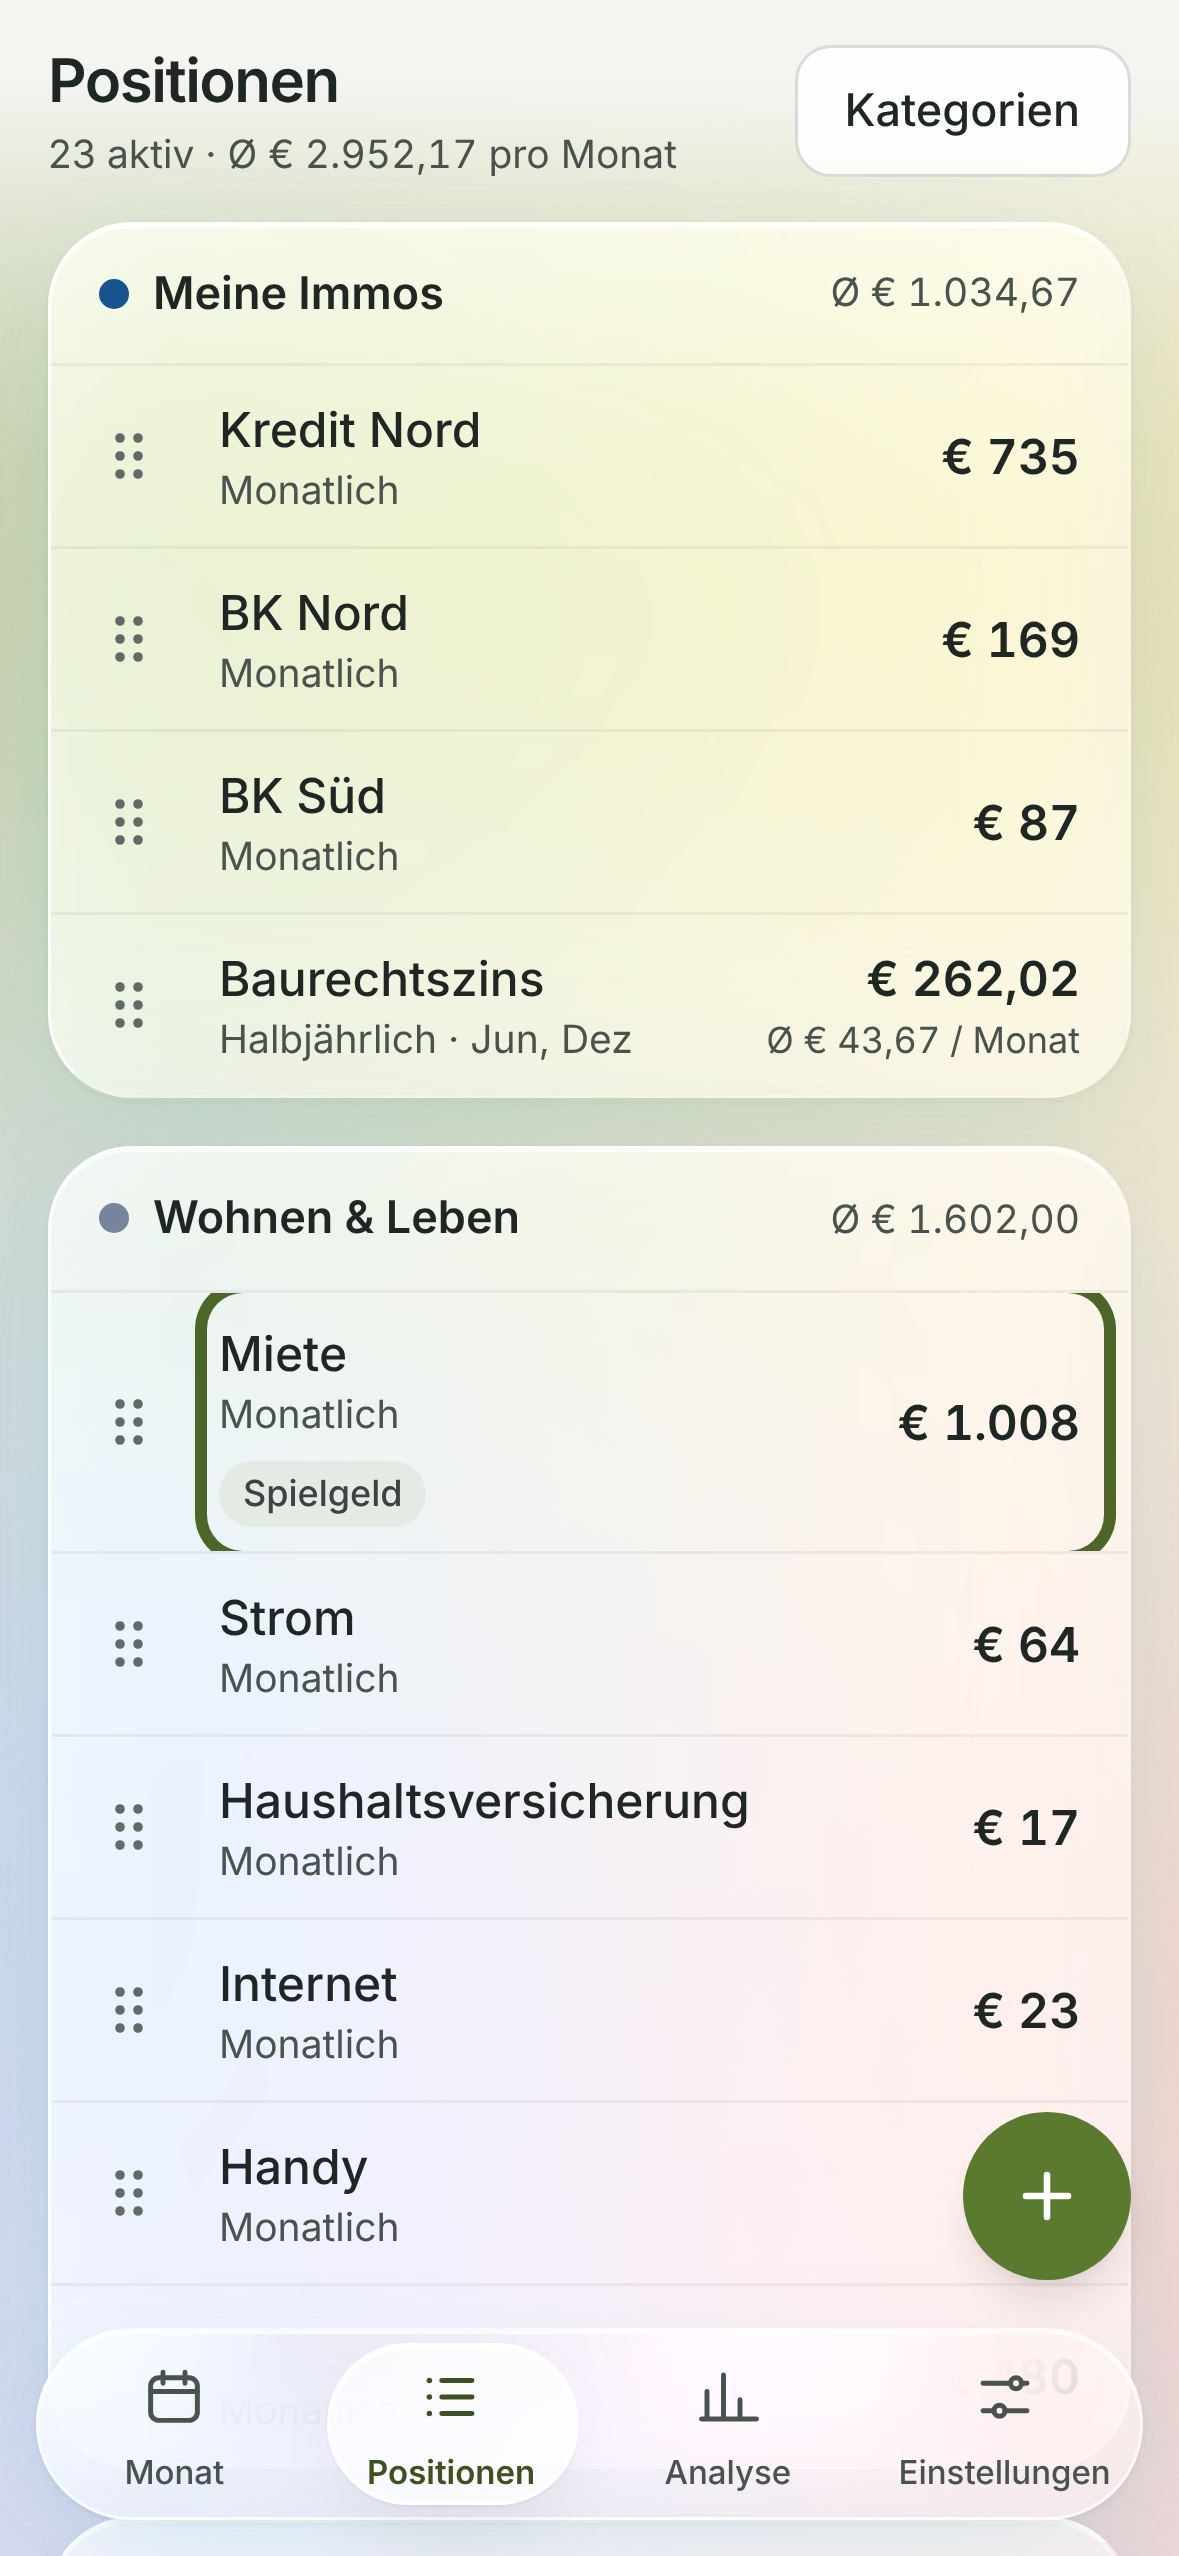 Positionen
Kategorien
23 aktiv · Ø € 2.952,17 pro Monat
Meine Immos Ø € 1.034,67
Kredit Nord
Monatlich
€ 735
BK Nord
Monatlich
€ 169
BK Süd
Monatlich
€ 87
Baurechtszins € 262,02
Halbjährlich · Jun, Dez Ø € 43,67 / Monat
Wohnen & Leben Ø € 1.602,00
Miete
Monatlich
€ 1.008
Spielgeld
Strom
Monatlich
€ 64
Haushaltsversicherung
Monatlich
€ 17
Internet
Monatlich
€ 23
Handy
Monatlich
Monat Positionen Analyse Einstellungen